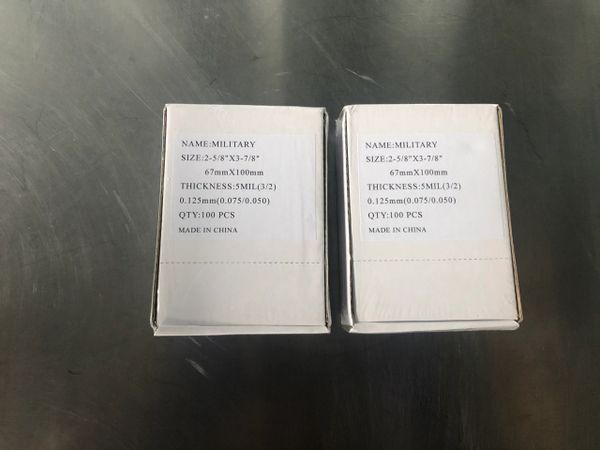 NAME:MILITARY
SIZE:2-5/8"X3-7/8"
67mmX100mm
THICKNESS:5MIL(3/2)
0.125mm(0.075/0.050)
QTY:100 PCS
MADE IN CHINA
NAME:MILITARY
SIZE:2-5/8"X3-7/8"
67mmX100mm
THICKNESS:5MIL(3/2)
0.125mm(0.075/0.050)
QTY:100 PCS
MADE IN CHINA